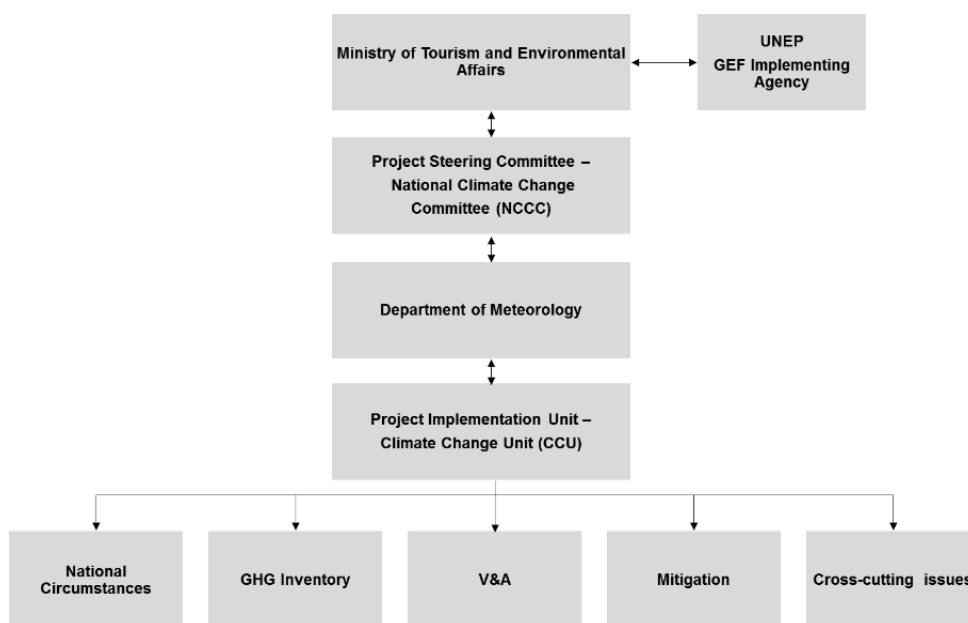 Ministry of Tourism and Environmental
Affairs
UNEP
GEF Implementing
Agency
Project Steering Committee –
National Climate Change
Committee (NCCC)
Department of Meteorology
Project Implementation Unit –
Climate Change Unit (CCU)
National
Circumstances
GHG Inventory
V&A
Mitigation
Cross-cutting issues